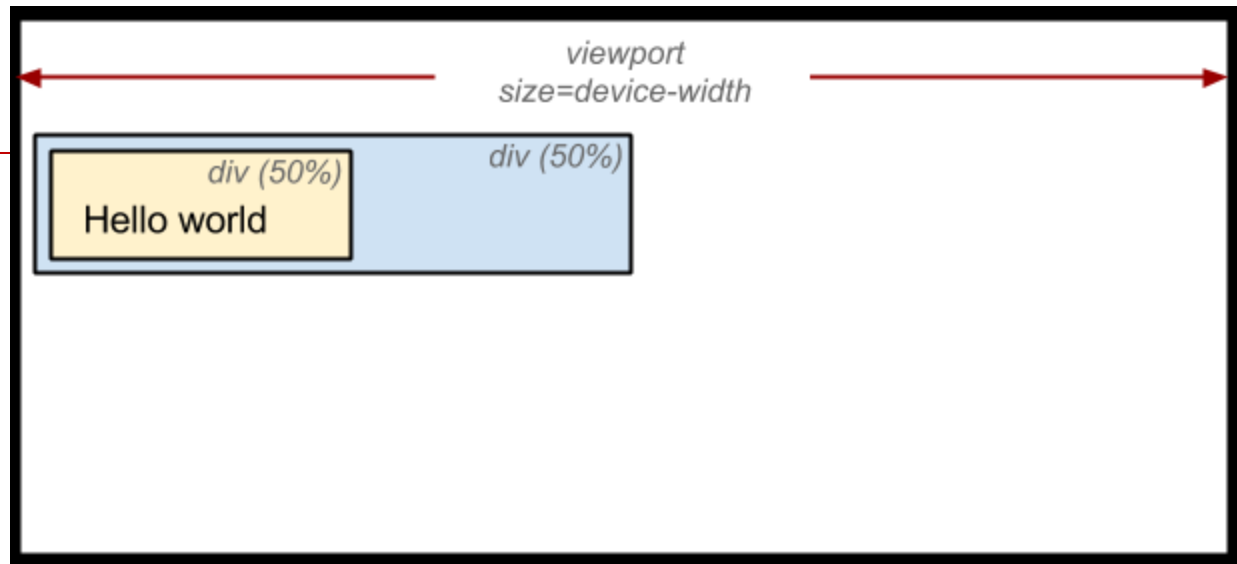 viewport
size=device-width
div (50%)
div (50%)
Hello world